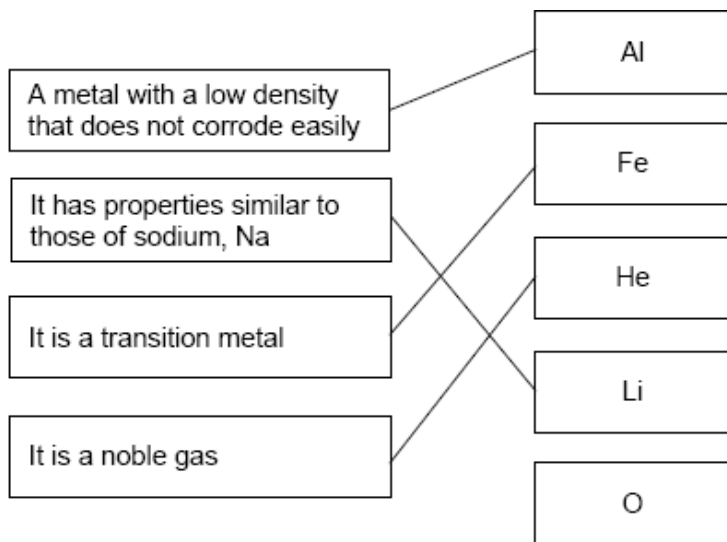 A metal with a low density
that does not corrode easily
It has properties similar to
those of sodium, Na
It is a transition metal
It is a noble gas
Al
Fe
He
Li
O